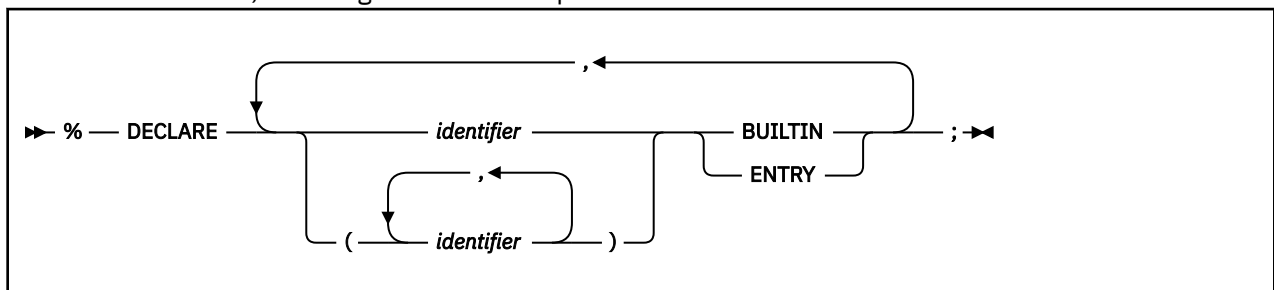 ,
% DECLARE identifier BUILTIN ;
ENTRY
,
( identifier )